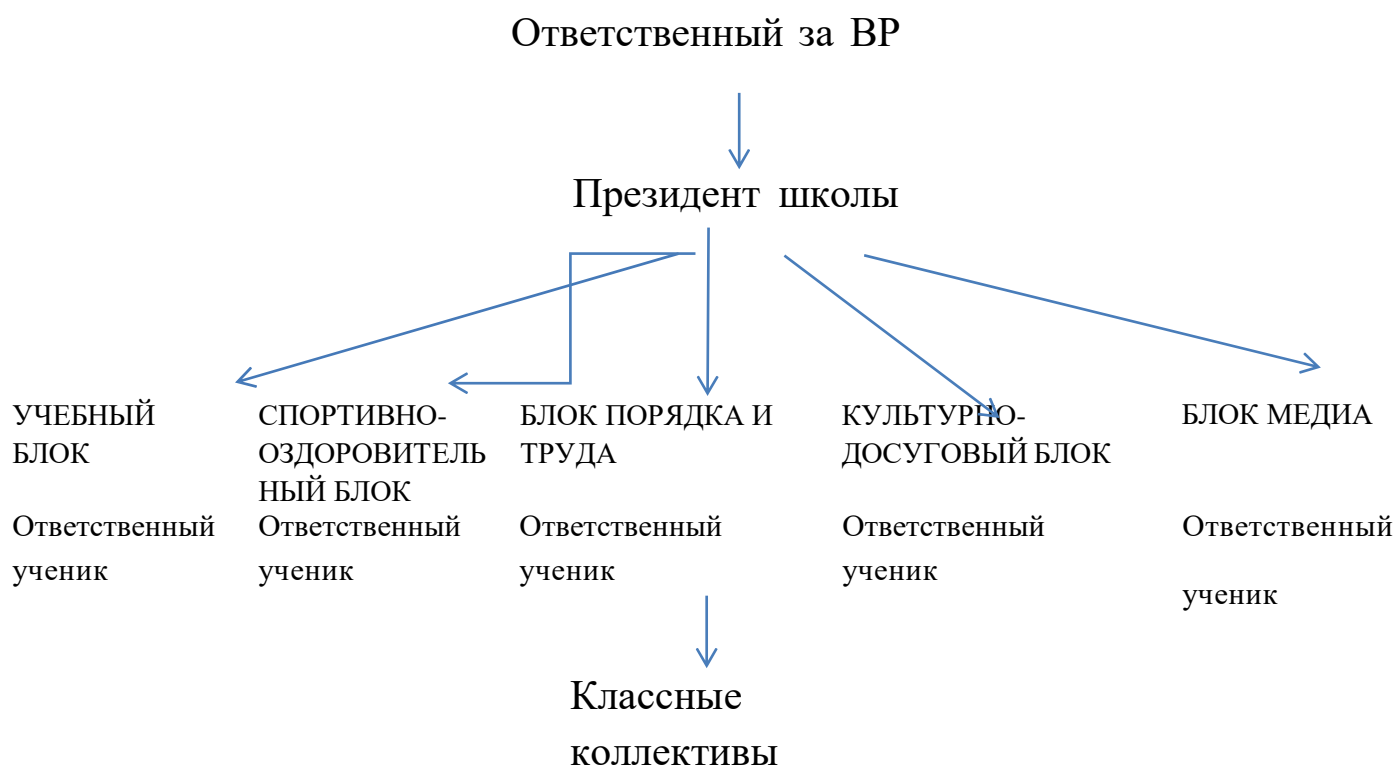 Ответственный за ВР
Президент школы
УЧЕБНЫЙ
БЛОК
Ответственный
ученик
СПОРТИВНО-
ОЗДОРОВИТЕЛЬ
НЫЙ БЛОК
Ответственный
ученик
БЛОК ПОРЯДКА И
ТРУДА
Ответственный
ученик
КУЛЬТУРНО-
ДОСУГОВЫЙ БЛОК
Ответственный
ученик
БЛОК МЕДИА
Ответственный
ученик
Классные
коллективы